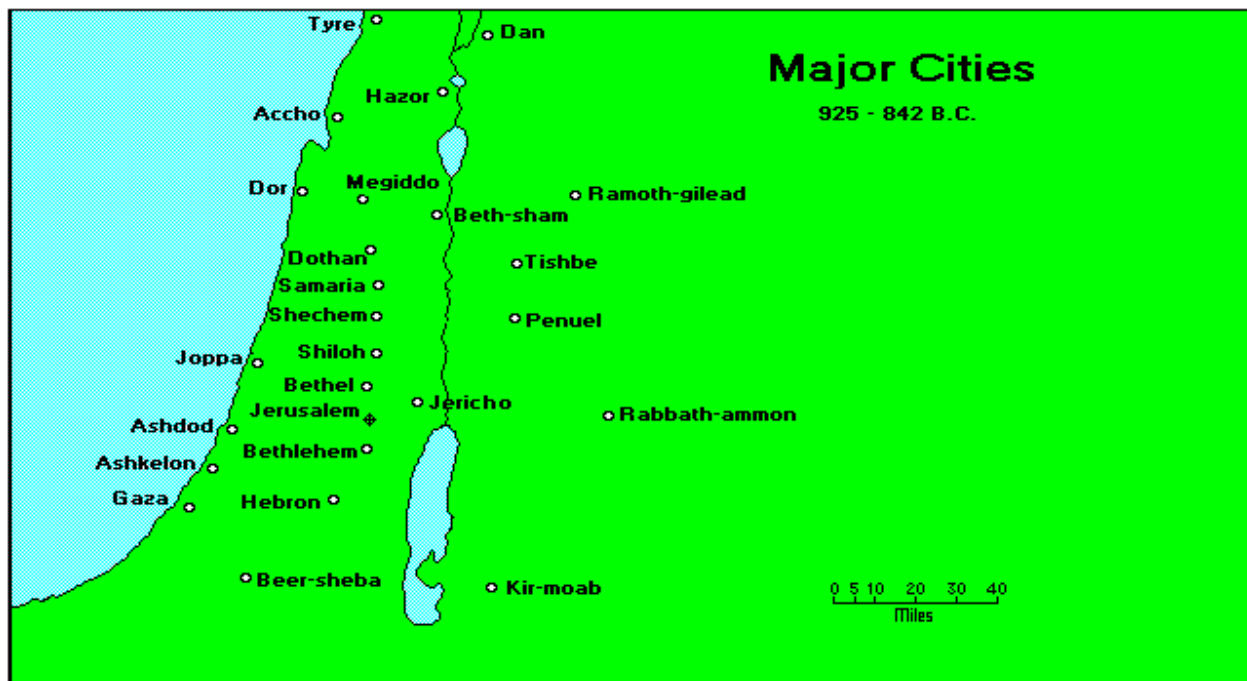 Tyre
Dan
Major Cities
Hazor
925 - 842 B.C.
Accho
Megiddo
Dor
Ramoth-gilead
Beth-sham
Dothan
Tishbe
Samaria
Shechem
Penuel
Shiloh
Joppa
Bethel
Jericho
Jerusalem
Rabbath-ammon
Ashdod
Bethlehem
Ashkelon
Gaza
Hebron
Beer-sheba
Kir-moab
0 5 10 20 30 40
Miles